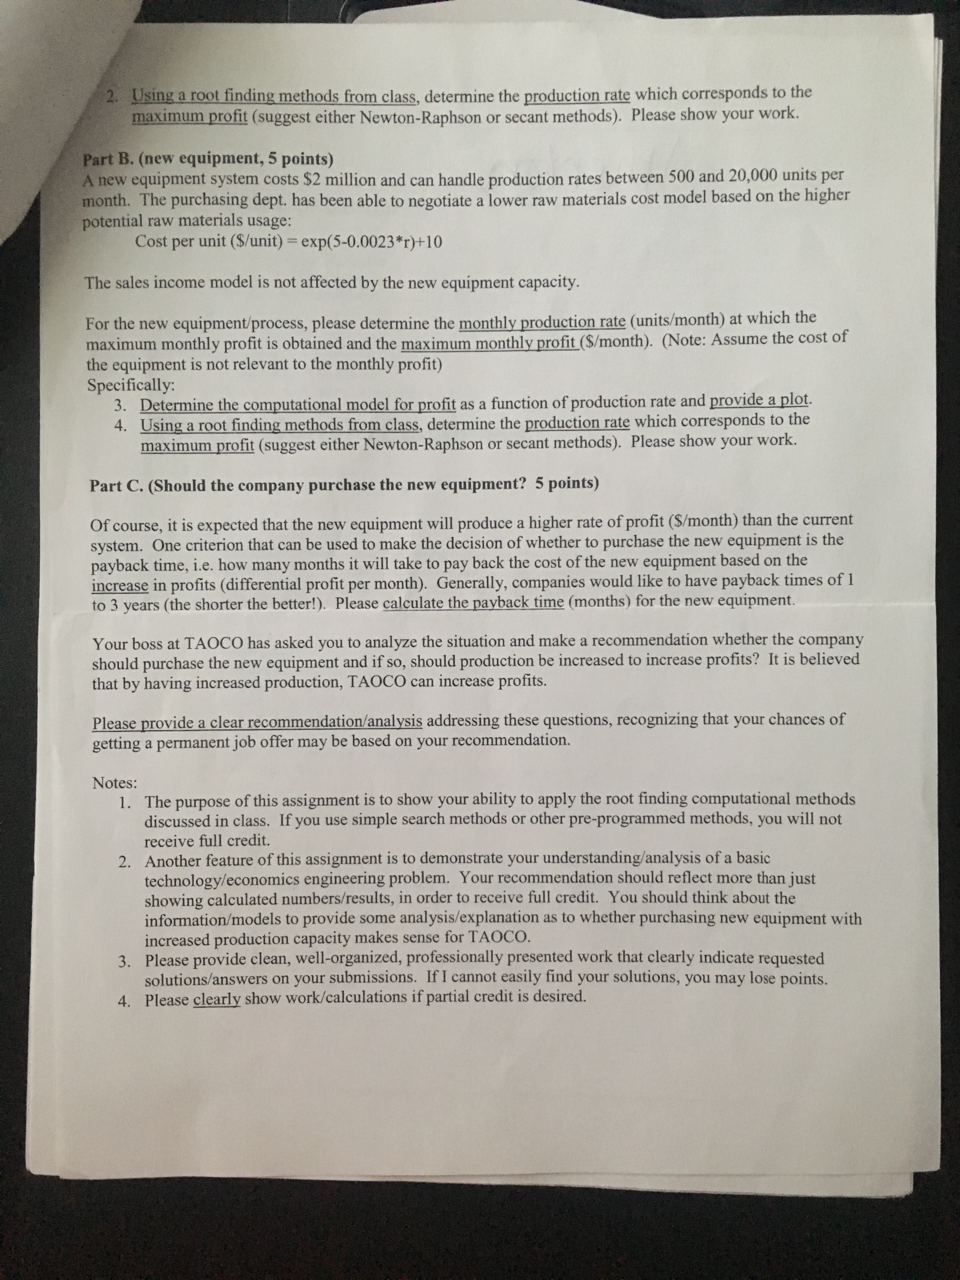 2. Using a root finding methods from class, determine the production rate which corresponds to the
maximum profit (suggest either Newton-Raphson or secant methods). Please show your work.
Part B. (new equipment, 5 points)
A new equipment system costs $2 million and can handle production rates between 500 and 20,000 units per
month. The purchasing dept. has been able to negotiate a lower raw materials cost model based on the higher
potential raw materials usage:
Cost per unit ($/unit) = exp(5-0.0023*r)+10
The sales income model is not affected by the new equipment capacity.
For the new equipment/process, please determine the monthly production rate (units/month) at which the
maximum monthly profit is obtained and the maximum monthly profit ($/month). (Note: Assume the cost of
the equipment is not relevant to the monthly profit)
Specifically:
3. Determine the computational model for profit as a function of production rate and provide a plot.
4. Using a root finding methods from class, determine the production rate which corresponds to the
maximum profit (suggest either Newton-Raphson or secant methods). Please show your work.
Part C. (Should the company purchase the new equipment? 5 points)
Of course, it is expected that the new equipment will produce a higher rate of profit ($/month) than the current
system. One criterion that can be used to make the decision of whether to purchase the new equipment is the
payback time, i.e. how many months it will take to pay back the cost of the new equipment based on the
increase in profits (differential profit per month). Generally, companies would like to have payback times of 1
to 3 years (the shorter the better!). Please calculate the payback time (months) for the new equipment.
Your boss at TAOCO has asked you to analyze the situation and make a recommendation whether the company
should purchase the new equipment and if so, should production be increased to increase profits? It is believed
that by having increased production, TAOCO can increase profits.
Please provide a clear recommendation/analysis addressing these questions, recognizing that your chances of
getting a permanent job offer may be based on your recommendation.
Notes:
1. The purpose of this assignment is to show your ability to apply the root finding computational methods
discussed in class. If you use simple search methods or other pre-programmed methods, you will not
receive full credit.
2. Another feature of this assignment is to demonstrate your understanding/analysis of a basic
technology/economics engineering problem. Your recommendation should reflect more than just
showing calculated numbers/results, in order to receive full credit. You should think about the
information/models to provide some analysis/explanation as to whether purchasing new equipment with
increased production capacity makes sense for TAOCO.
3. Please provide clean, well-organized, professionally presented work that clearly indicate requested
solutions/answers on your submissions. If I cannot easily find your solutions, you may lose points.
4. Please clearly show work/calculations if partial credit is desired.